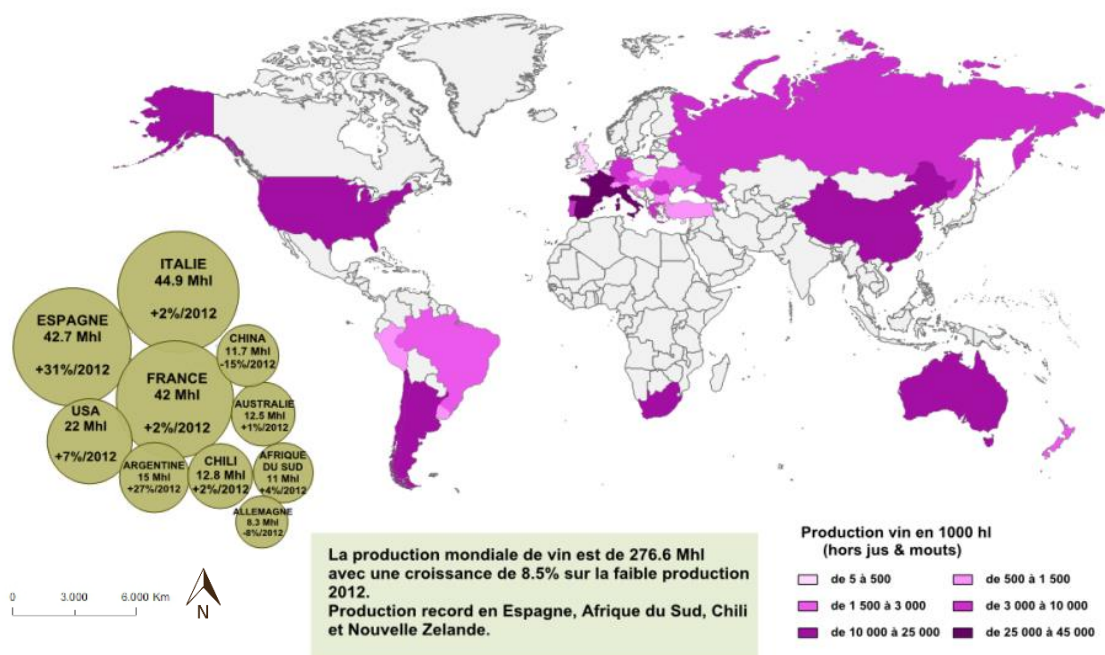 ITALIE
44.9 Mhl
+2%/2012
ESPAGNE
42.7 Mhl
+31%/2012
CHINA
11.7 Mhl
-15%/2012
FRANCE
42 Mhl
+2%/2012
USA
22 Mhl
+7%/2012
AUSTRALIE
12.5 Mhl
+1%/2012
ARGENTINE
15 Mhl
+27%/2012
CHILI
12.8 Mhl
+2%/2012
AFRIQUE
DU SUD
11 Mhl
+4%/2012
ALLEMAGNE
8.3 Mhl
-8%/2012
0 3.000 6.000 Km
N
La production mondiale de vin est de 276.6 Mhl
avec une croissance de 8.5% sur la faible production
2012.
Production record en Espagne, Afrique du Sud, Chili
et Nouvelle Zelande.
Production vin en 1000 hl
(hors jus & mouts)
de 5 à 500
de 500 à 1 500
de 1 500 à 3 000
de 3 000 à 10 000
de 10 000 à 25 000
de 25 000 à 45 000